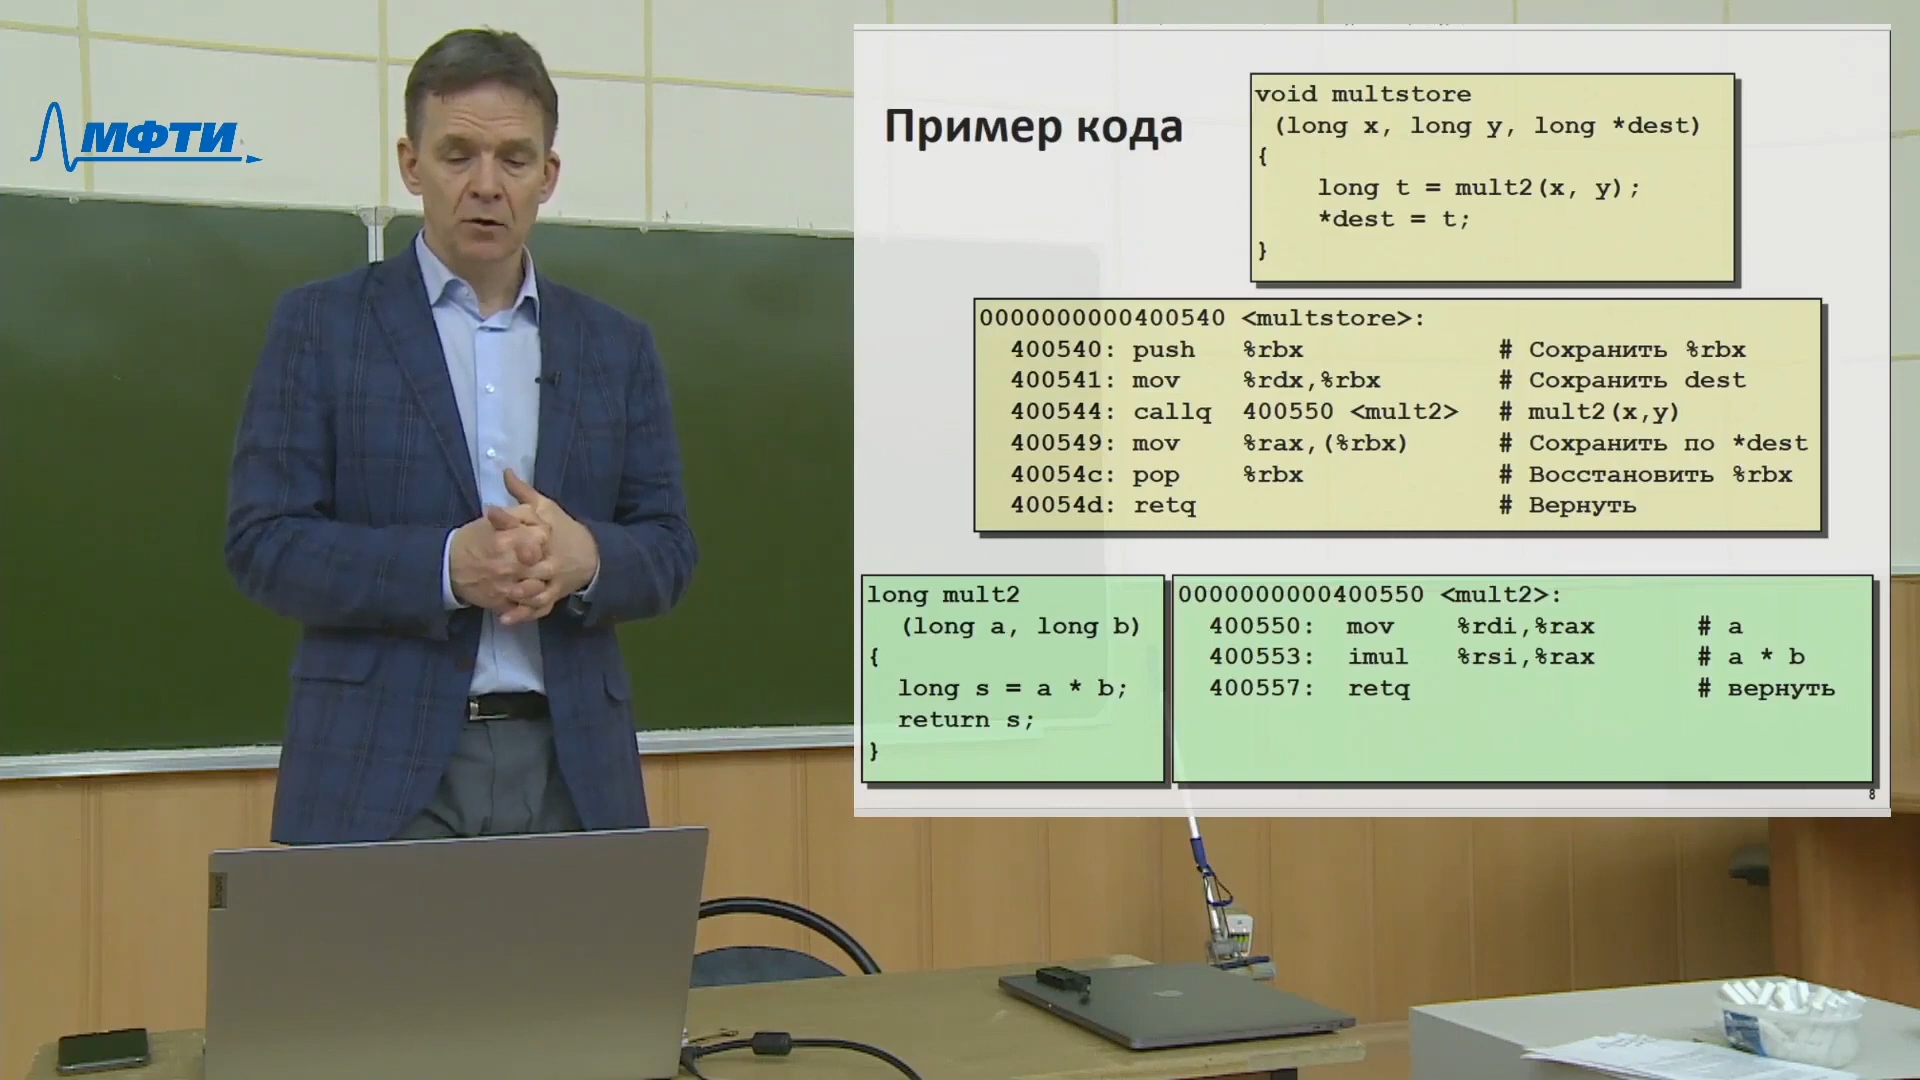 МФТИ
Пример кода
void multstore
(long x, long y, long *dest)
{
long t = mult2(x, y);
*dest = t;
}
0000000000400540 <multstore>:
400540: push %rbx # Сохранить %rbx
400541: mov %rdx,%rbx # Сохранить dest
400544: callq 400550 <mult2> # mult2(x,y)
400549: mov %rax,(%rbx) # Сохранить по *dest
40054c: pop %rbx # Восстановить %rbx
40054d: retq # Вернуть
long mult2
(long a, long b)
{
long s = a * b;
return s;
}
0000000000400550 <mult2>:
400550: mov %rdi,%rax # a
400553: imul %rsi,%rax # a * b
400557: retq # вернуть
8